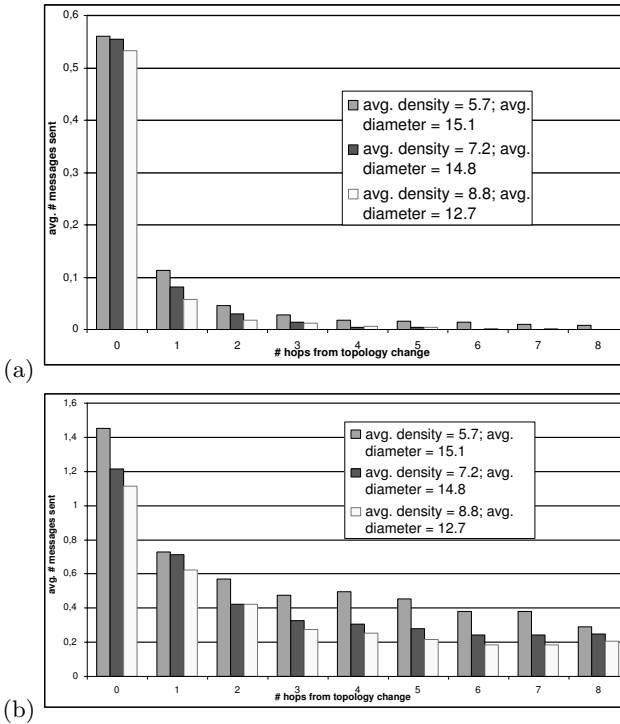 0,6
0,5
0,4
0,3
0,2
0,1
0
avg. # messages sent
avg. density = 5.7; avg.
diameter = 15.1
avg. density = 7.2; avg.
diameter = 14.8
avg. density = 8.8; avg.
diameter = 12.7
0 1 2 3 4 5 6 7 8
# hops from topology change
(a)
1,6
1,4
1,2
1
0,8
0,6
0,4
0,2
0
avg. # messages sent
avg. density = 5.7; avg.
diameter = 15.1
avg. density = 7.2; avg.
diameter = 14.8
avg. density = 8.8; avg.
diameter = 12.7
0 1 2 3 4 5 6 7 8
# hops from topology change
(b)